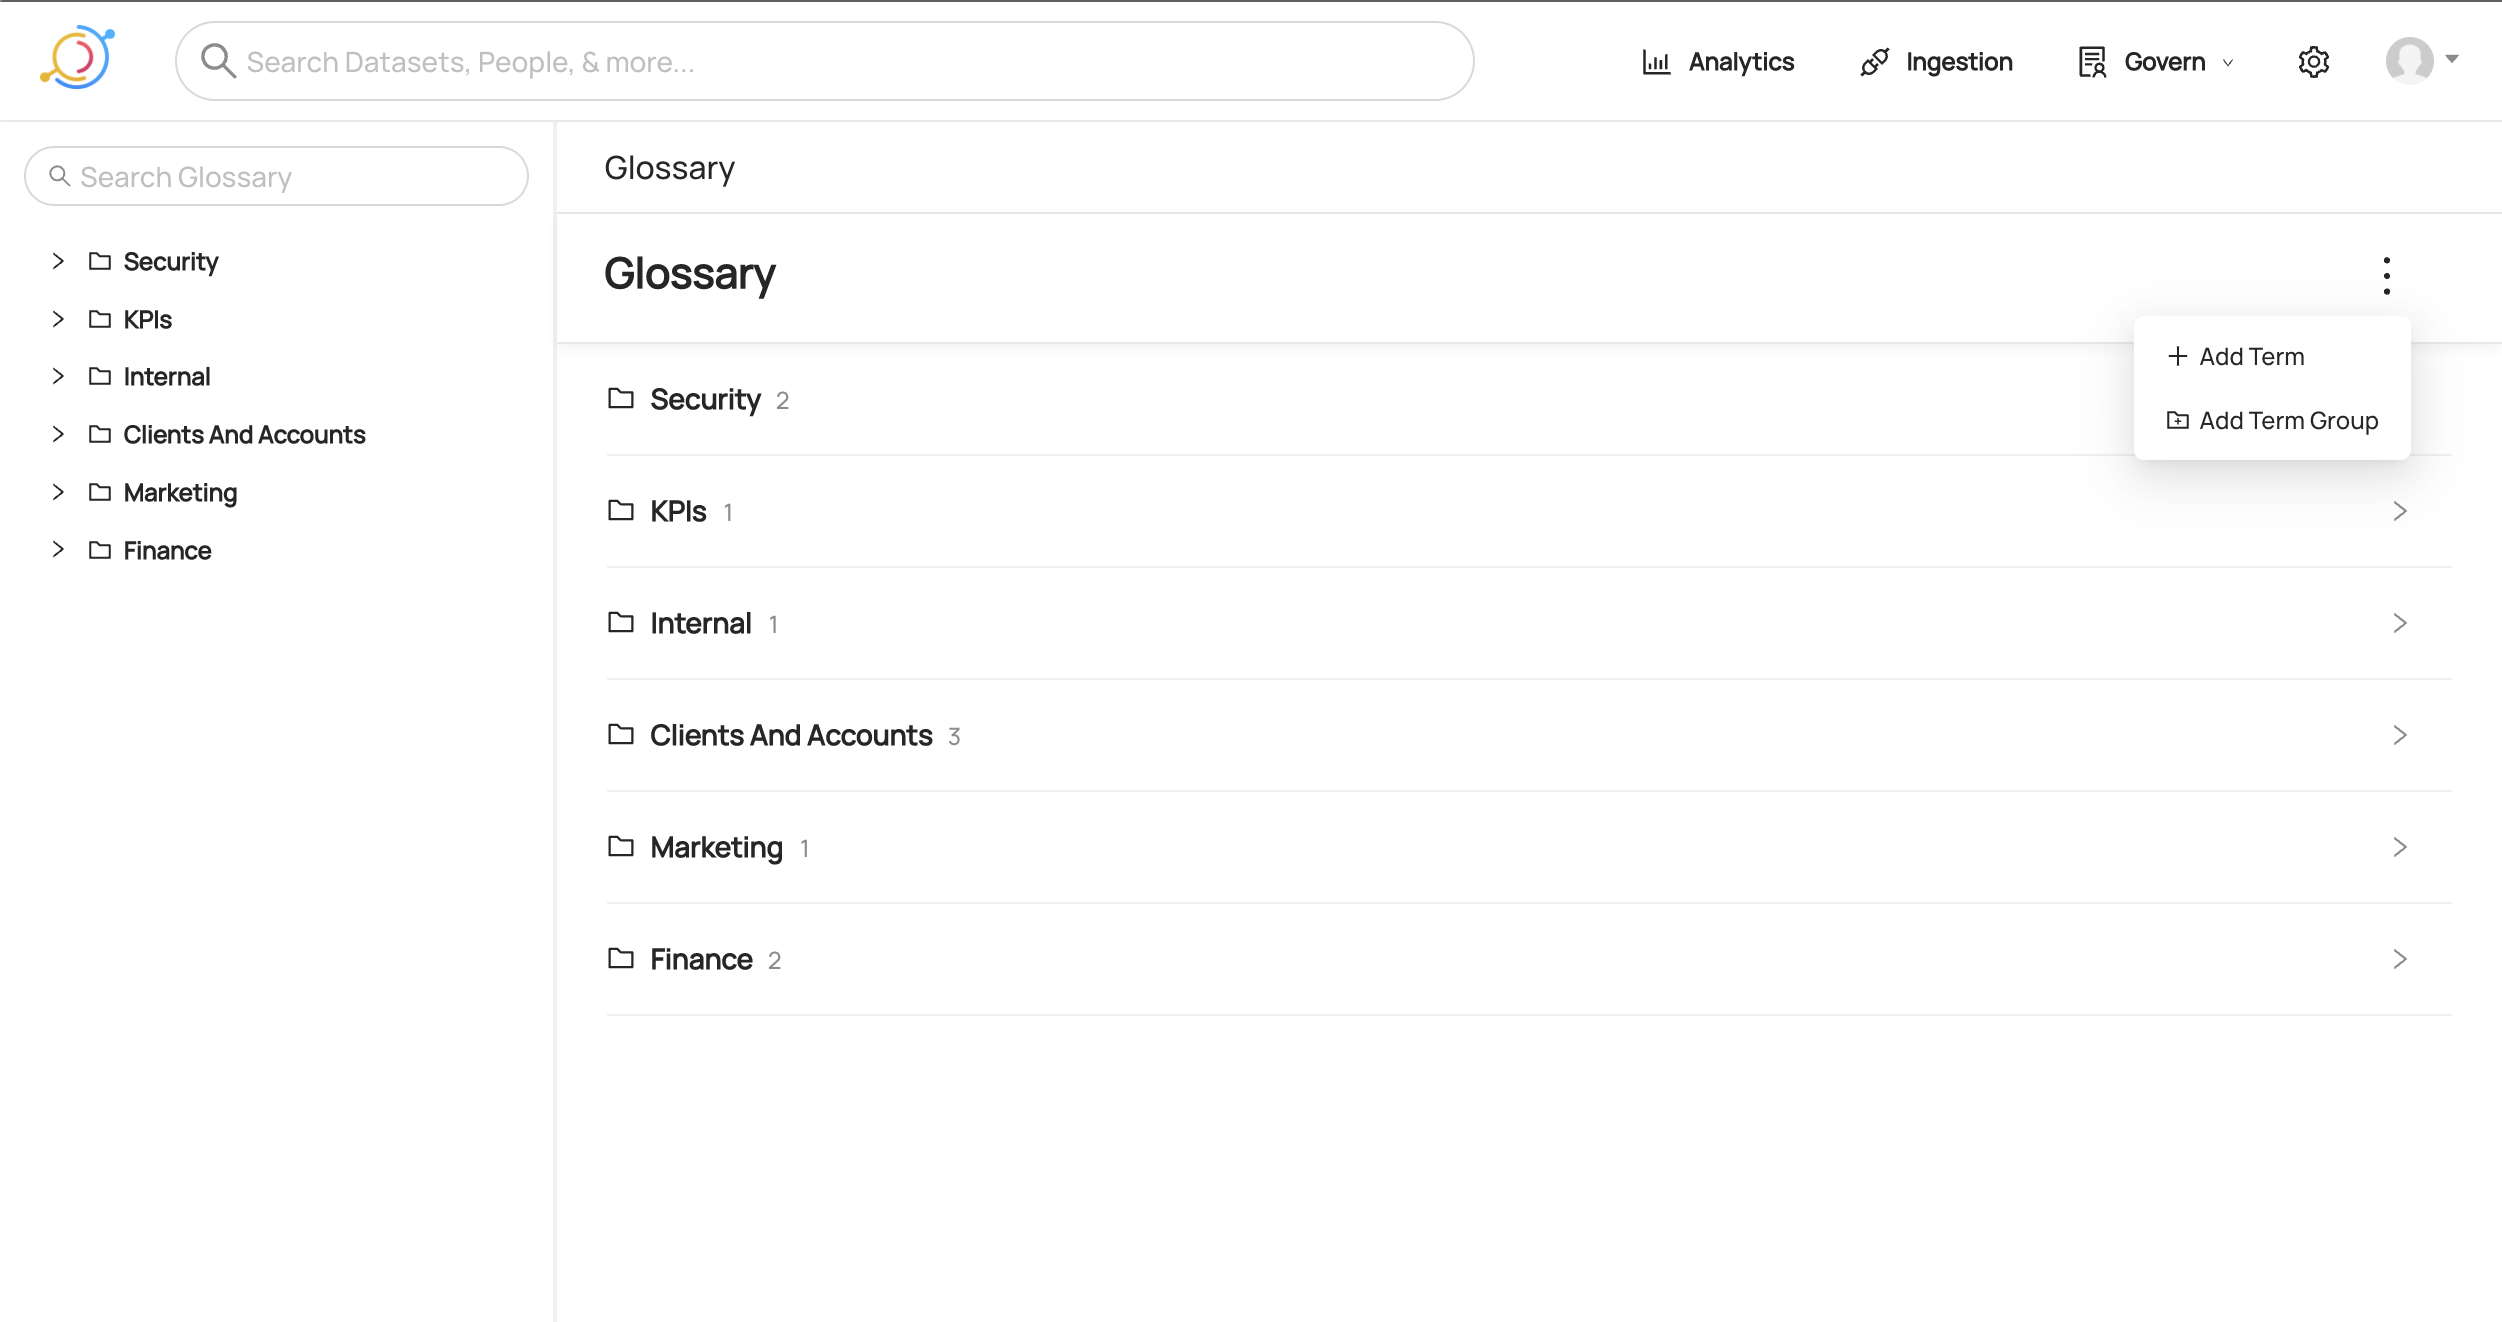 Search Datasets, People, & more...
Analytics
Ingestion
Govern
Search Glossary
Security
KPIs
Internal
Clients And Accounts
Marketing
Finance
Glossary
Glossary
Add Term
Add Term Group
Security 2
KPIs 1
Internal 1
Clients And Accounts 3
Marketing 1
Finance 2